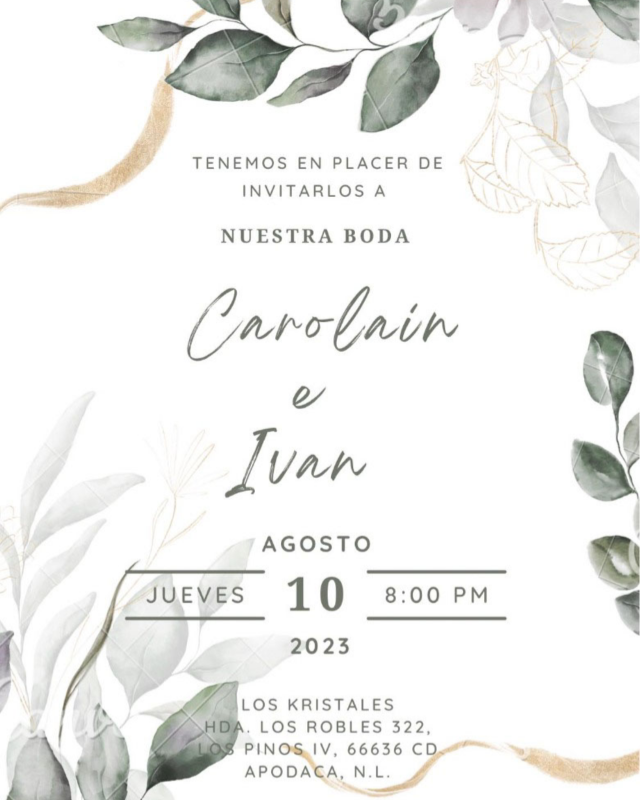 TENEMOS EN PLACER DE
INVITARLOS A
NUESTRA BODA
Carolain
e
Ivan
AGOSTO
JUEVES 10 8:00 PM
2023
LOS KRISTALES
HDA. LOS ROBLES 322,
LOS PINOS IV, 66636 CD.
APODACA, N.L.